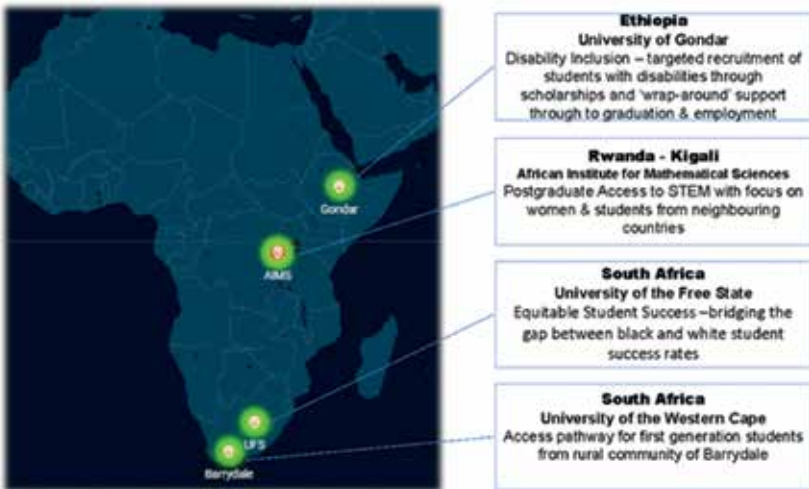 Gondar
AIMS
UFS
Barrydale
Ethiopia
University of Gondar
Disability Inclusion – targeted recruitment of
students with disabilities through
scholarships and ‘wrap-around’ support
through to graduation & employment
Rwanda - Kigali
African Institute for Mathematical Sciences
Postgraduate Access to STEM with focus on
women & students from neighbouring
countries
South Africa
University of the Free State
Equitable Student Success –bridging the
gap between black and white student
success rates
South Africa
University of the Western Cape
Access pathway for first generation students
from rural community of Barrydale